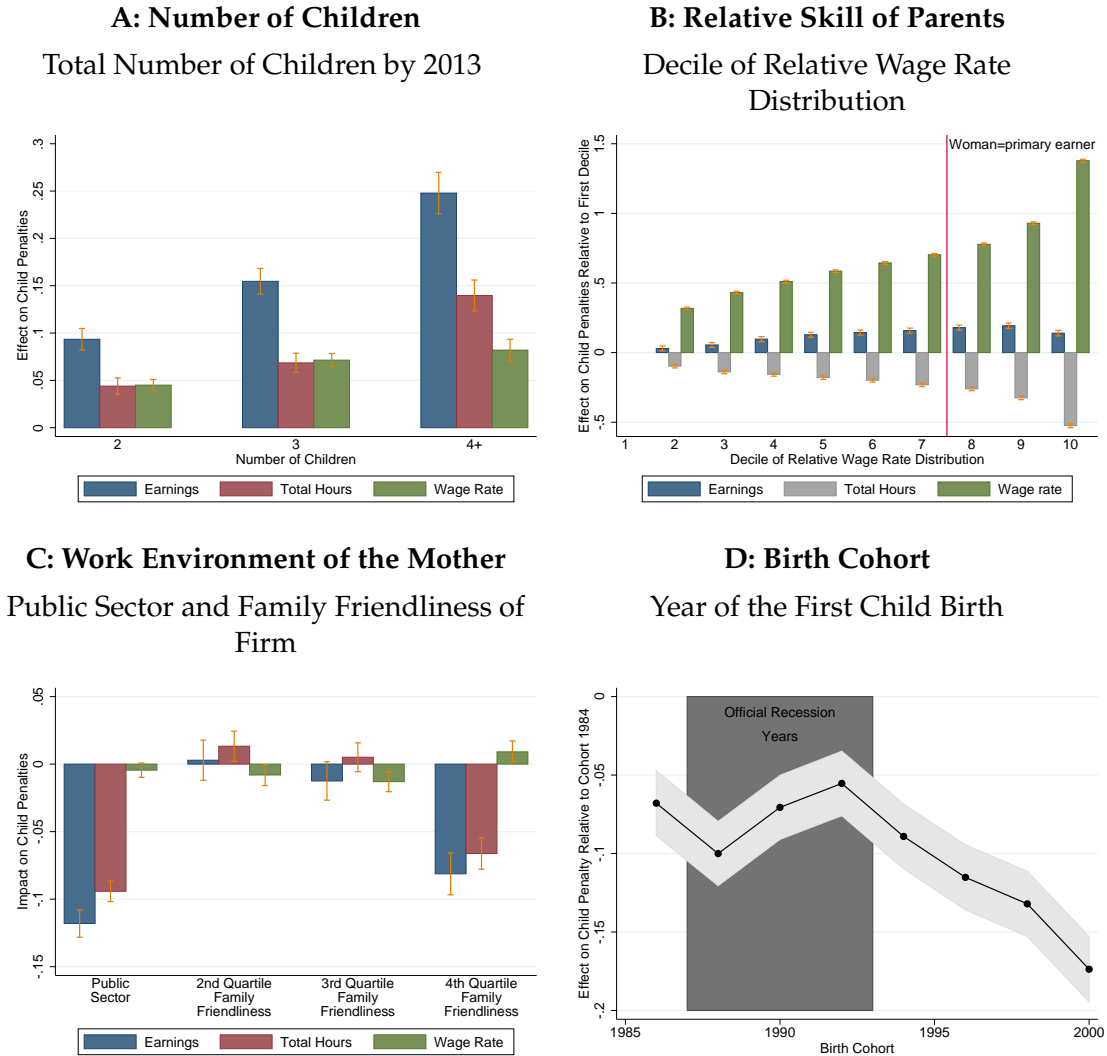 A: Number of Children
Total Number of Children by 2013
Effect on Child Penalties
.3
.25
.2
.15
.1
.05
0
2
3
4+
Number of Children
Earnings
Total Hours
Wage Rate
B: Relative Skill of Parents
Decile of Relative Wage Rate
Distribution
Effect on Child Penalties Relative to First Decile
1.5
1
.5
0
-.5
Woman=primary earner
1 2 3 4 5 6 7 8 9 10
Decile of Relative Wage Rate Distribution
Earnings
Total Hours
Wage rate
C: Work Environment of the Mother
Public Sector and Family Friendliness of
Firm
Impact on Child Penalties
.05
0
-.05
-.1
-.15
Public
Sector
2nd Quartile
Family
Friendliness
3rd Quartile
Family
Friendliness
4th Quartile
Family
Friendliness
Earnings
Total Hours
Wage Rate
D: Birth Cohort
Year of the First Child Birth
Effect on Child Penalty Relative to Cohort 1984
0
-.05
-.1
-.15
-.2
Official Recession
Years
1985
1990
1995
2000
Birth Cohort